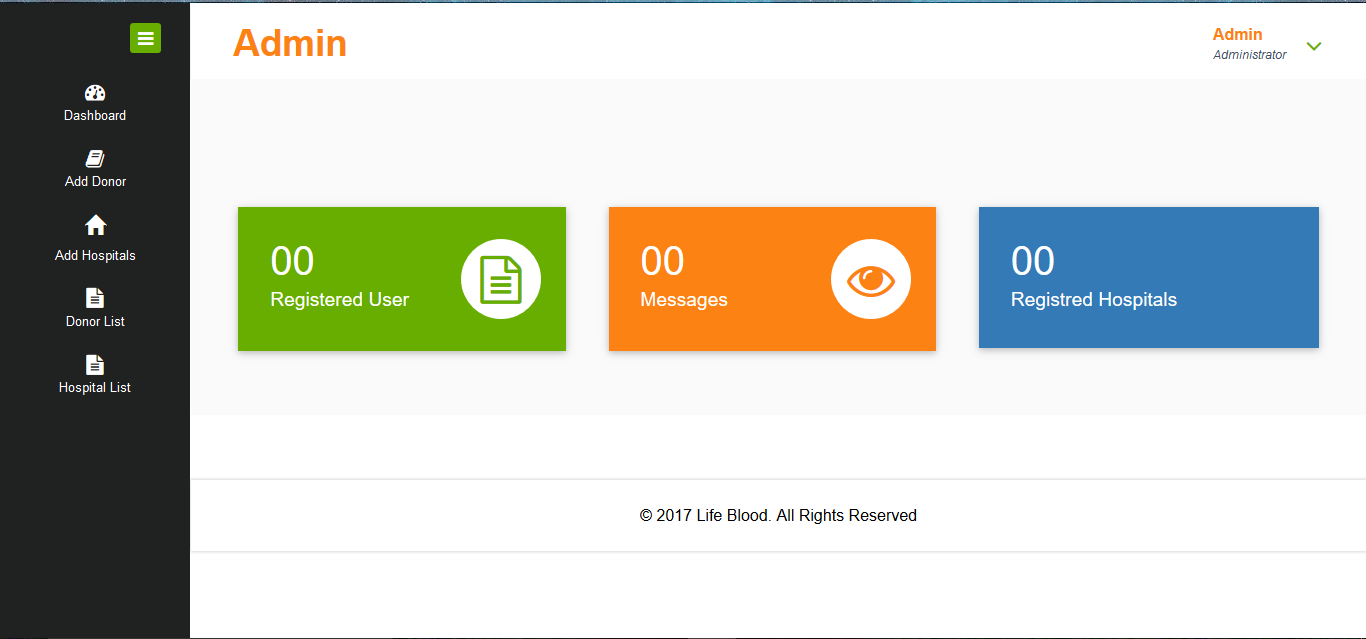 Admin
Admin
Administrator
Dashboard
Add Donor
Add Hospitals
Donor List
Hospital List
00
Registered User
00
Messages
00
Registred Hospitals
© 2017 Life Blood. All Rights Reserved